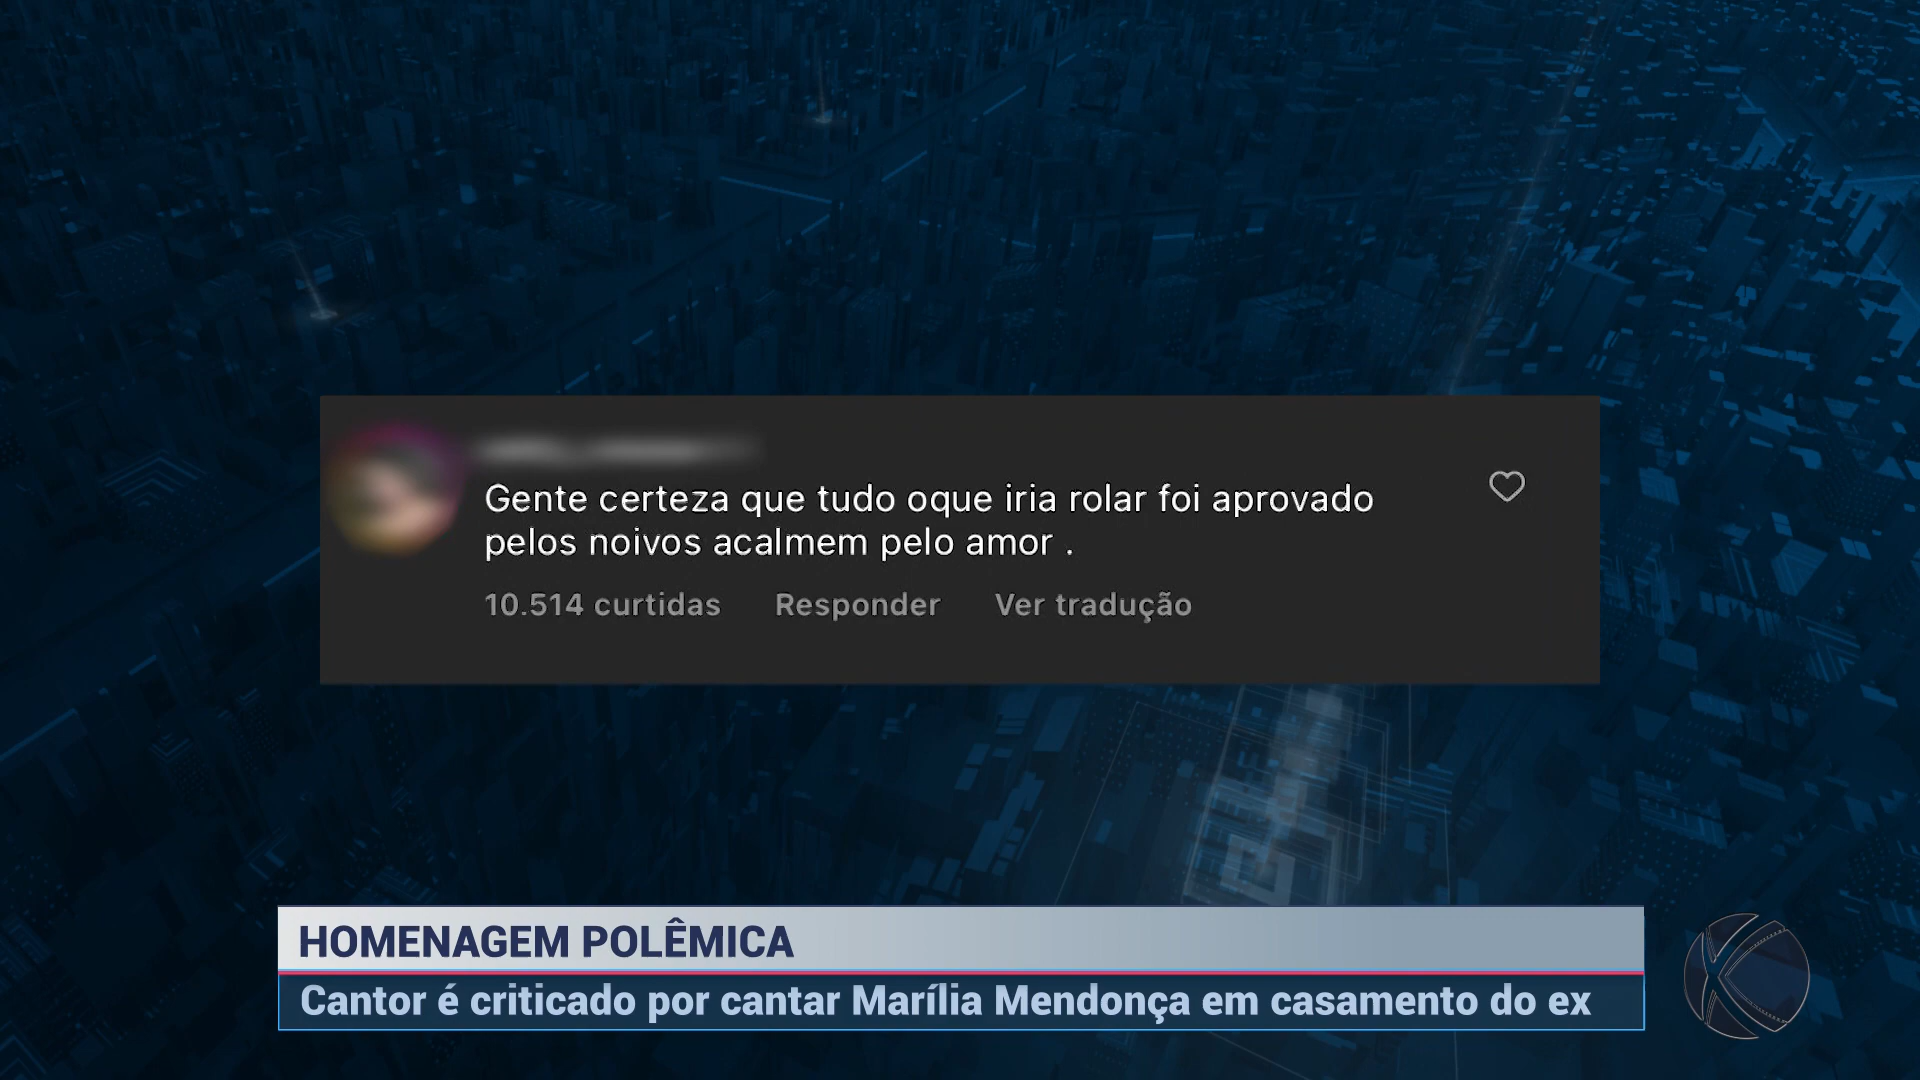 Gente certeza que tudo oque iria rolar foi aprovado
pelos noivos acalmem pelo amor .
10.514 curtidas Responder Ver tradução
HOMENAGEM POLÊMICA
Cantor é criticado por cantar Marília Mendonça em casamento do ex